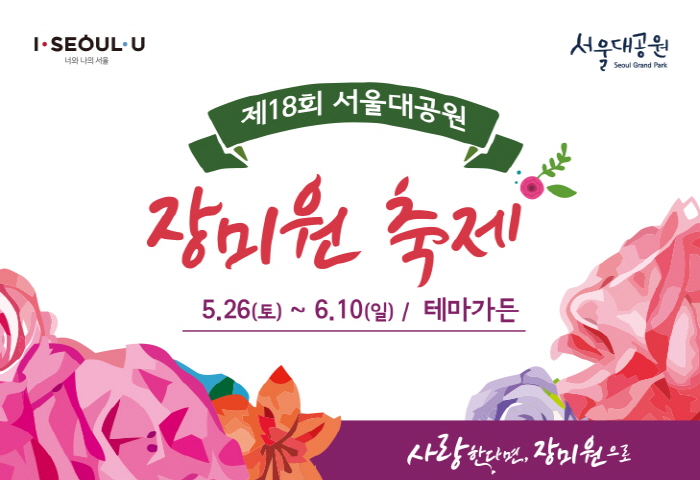 I·SEOUL·U
너와 나의 서울
서울대공원
Seoul Grand Park
제18회 서울대공원
장미원 축제
5.26(토) ~ 6.10(일) / 테마가든
사랑한다면, 장미원으로